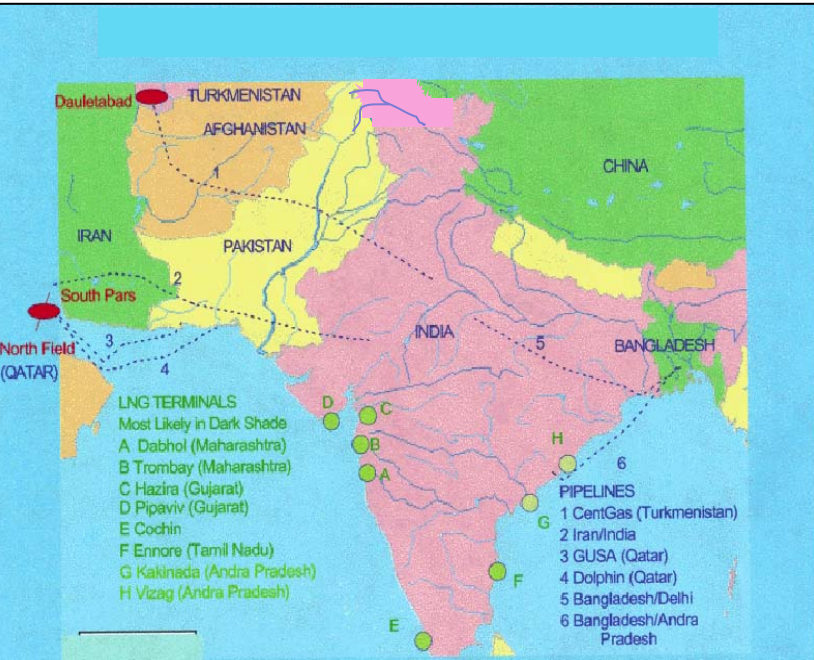 Dauletabad
TURKMENISTAN
AFGHANISTAN
1
CHINA
IRAN
PAKISTAN
2
South Pars
3
North Field
(QATAR)
4
INDIA
5
BANGLADESH
LNG TERMINALS
Most Likely in Dark Shade
A Dabhol (Maharashtra)
B Trombay (Maharashtra)
C Hazira (Gujarat)
D Pipaviv (Gujarat)
E Cochin
F Ennore (Tamil Nadu)
G Kakinada (Andra Pradesh)
H Vizag (Andra Pradesh)
D
C
B
A
H
G
F
E
6
PIPELINES
1 CentGas (Turkmenistan)
2 Iran/India
3 GUSA (Qatar)
4 Dolphin (Qatar)
5 Bangladesh/Delhi
6 Bangladesh/Andra
Pradesh